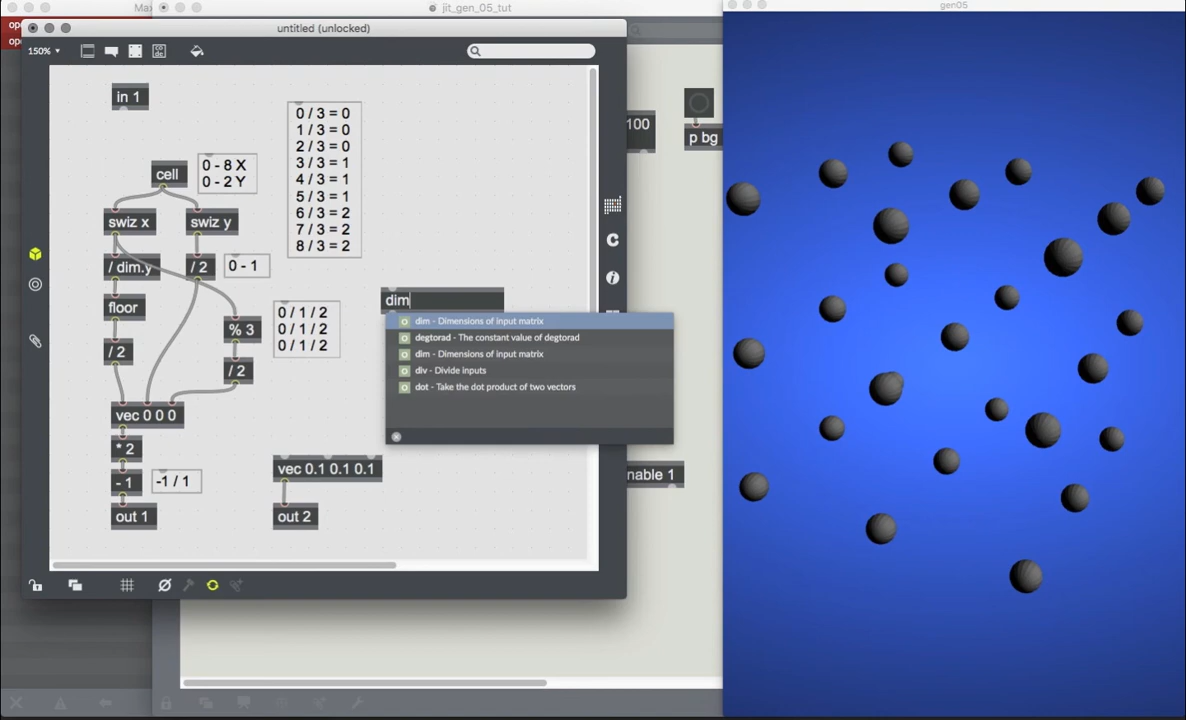 Max
jit_gen_05_tut
gen05
untitled (unlocked)
150%
in 1
0 / 3 = 0
1 / 3 = 0
2 / 3 = 0
3 / 3 = 1
4 / 3 = 1
5 / 3 = 1
6 / 3 = 2
7 / 3 = 2
8 / 3 = 2
100
p bg
cell
0 - 8 X
0 - 2 Y
swiz x
swiz y
/ dim.y
/ 2
0 - 1
floor
% 3
0 / 1 / 2
0 / 1 / 2
0 / 1 / 2
dim
dim - Dimensions of input matrix
degtorad - The constant value of degtorad
dim - Dimensions of input matrix
div - Divide inputs
dot - Take the dot product of two vectors
/ 2
/ 2
vec 0 0 0
* 2
- 1
-1 / 1
out 1
vec 0.1 0.1 0.1
out 2
nable 1